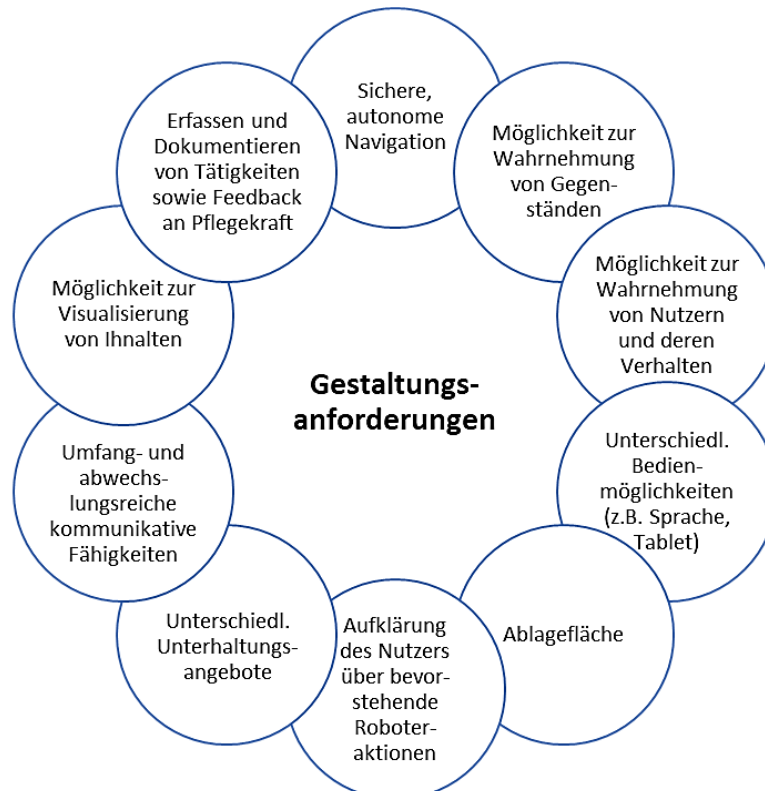 Sichere,
autonome
Navigation
Möglichkeit zur
Wahrnehmung
von Gegen-
ständen
Möglichkeit zur
Wahrnehmung
von Nutzern
und deren
Verhalten
Unterschiedl.
Bedien-
möglichkeiten
(z.B. Sprache,
Tablet)
Ablagefläche
Aufklärung
des Nutzers
über bevor-
stehende
Roboter-
aktionen
Unterschiedl.
Unterhaltungs-
angebote
Umfang- und
abwechs-
lungsreiche
kommunikative
Fähigkeiten
Möglichkeit zur
Visualisierung
von Ihnalten
Erfassen und
Dokumentieren
von Tätigkeiten
sowie Feedback
an Pflegekraft
Gestaltungs-
anforderungen